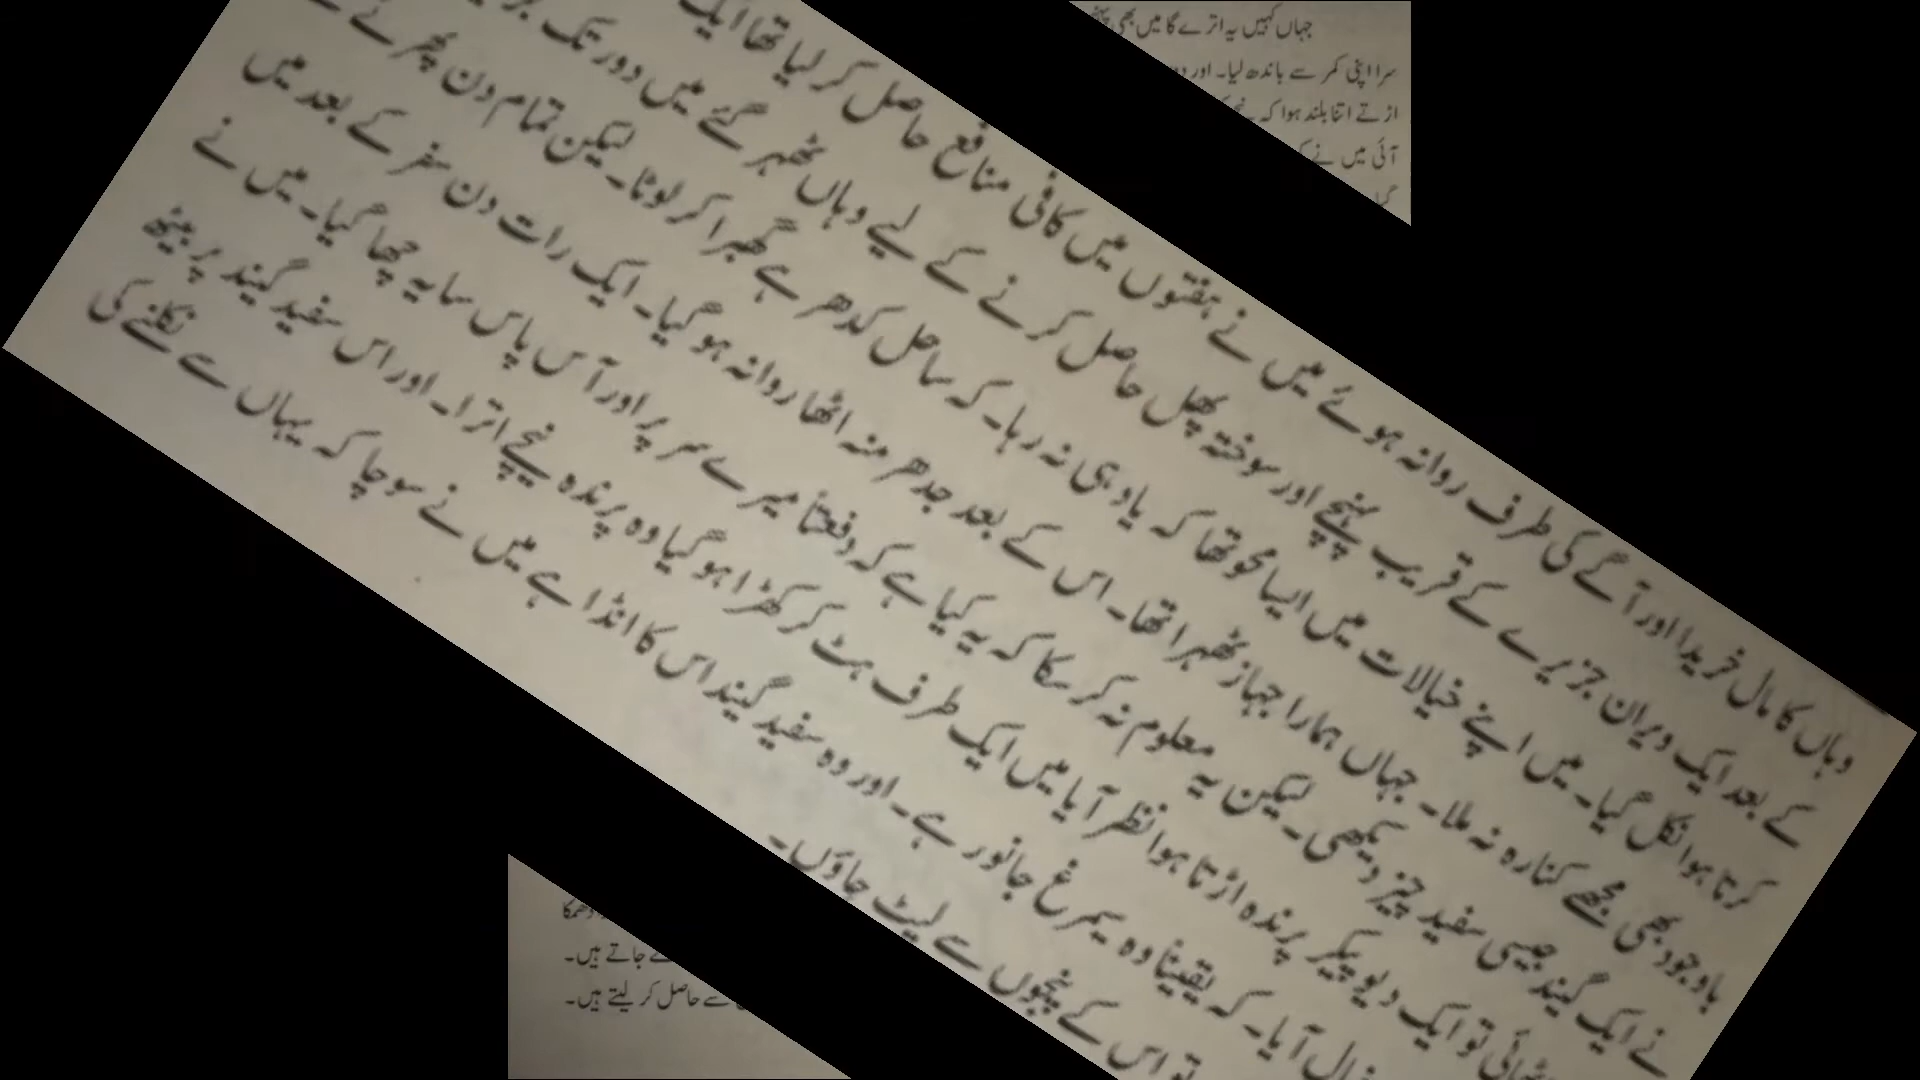 وہاں کا مال خریدا اور آگے کی طرف روانہ ہوئے میں نے ہفتوں میں کافی منافع حاصل کر لیا تھا ایک
کے بعد ایک ویران جزیرے کے قریب پہنچے اور سوختہ پھل حاصل کرنے کے لیے وہاں ٹھہر گئے میں دور تک
کرتا ہوا نکل گیا۔ میں اپنے خیالات میں ایسا محو تھا کہ یاد ہی نہ رہا۔ کہ ساحل کدھر ہے گھبرا کر لوٹا۔ لیکن تمام دن پھرنے کے
باوجود بھی مجھے کنارہ نہ ملا۔ جہاں ہمارا جہاز ٹھہرا تھا۔ اس کے بعد جدھر منہ اٹھا روانہ ہو گیا۔ ایک رات دن سفر کے بعد میں
نے ایک گیند جیسی سفید چیز دیکھی۔ لیکن یہ معلوم نہ کر سکا کہ یہ کیا ہے کہ دفعتاً میرے سر پر اور آس پاس سایہ چھا گیا۔ میں نے
تو ایک دیو پیکر پرندہ اڑتا ہوا نظر آیا میں ایک طرف ہٹ کر کھڑا ہو گیا وہ پرندہ نیچے اترا۔ اور اس سفید گیند پر بیٹھ
آیا۔ کہ یقیناً وہ سیمرغ جانور ہے۔ اور وہ سفید گیند اس کا انڈا ہے میں نے سوچا کہ یہاں سے نکلنے کی
تو اس کے پنجوں سے لپٹ جاؤں۔
جہاں کہیں یہ اترے گا میں بھی
سرا اپنی کمر سے باندھ لیا۔ اور
اڑتے اتنا بلند ہوا کہ
آئی میں نے
جاتے ہیں۔
سے حاصل کر لیتے ہیں۔